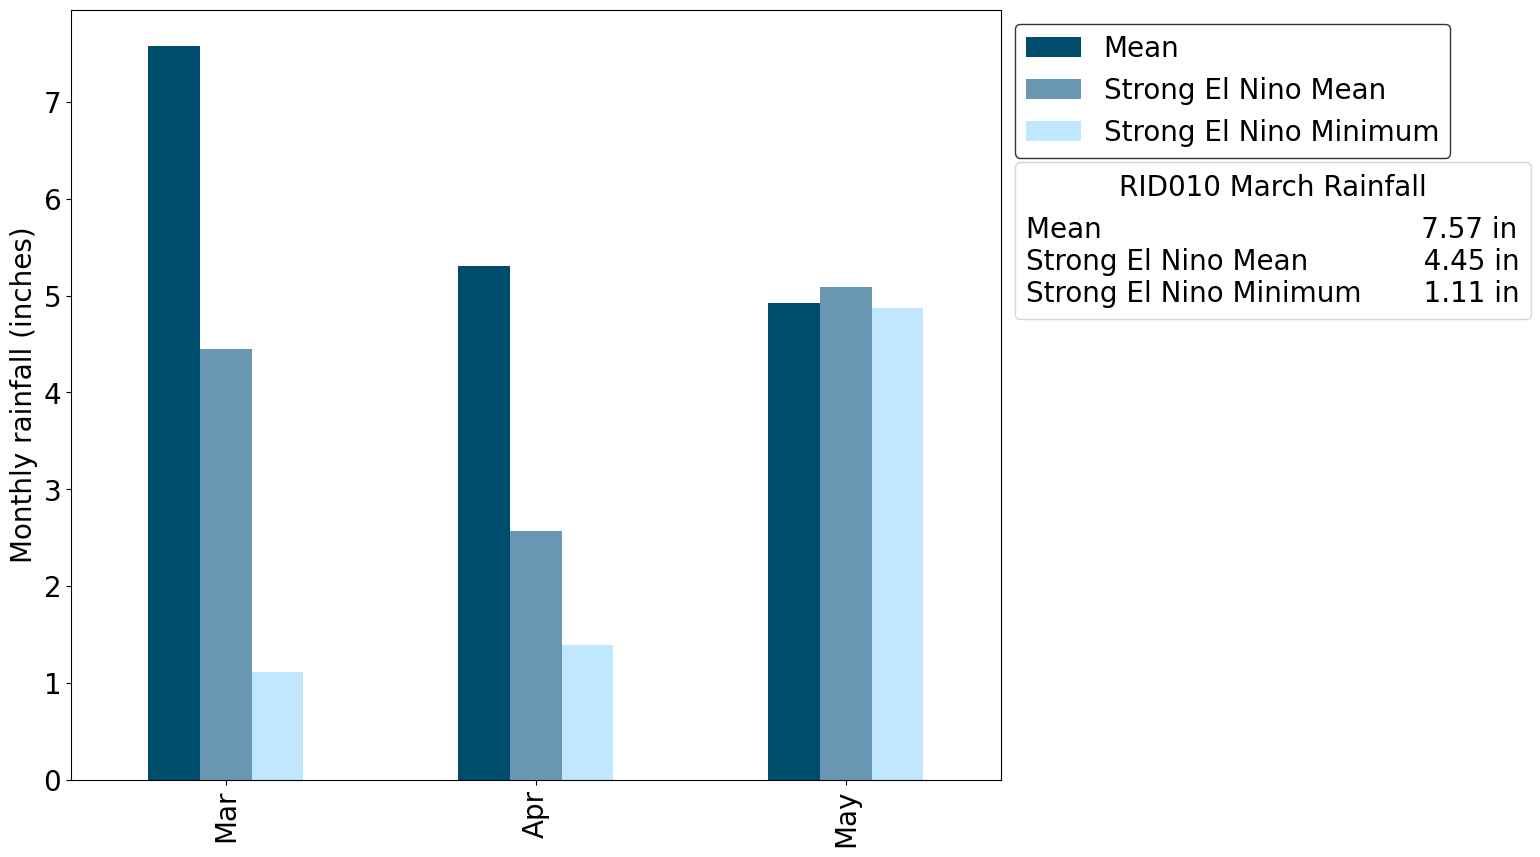 Monthly rainfall (inches)
7
6
5
4
3
2
1
0
Mar
Apr
May
Mean
Strong El Nino Mean
Strong El Nino Minimum
RID010 March Rainfall
Mean 7.57 in
Strong El Nino Mean 4.45 in
Strong El Nino Minimum 1.11 in